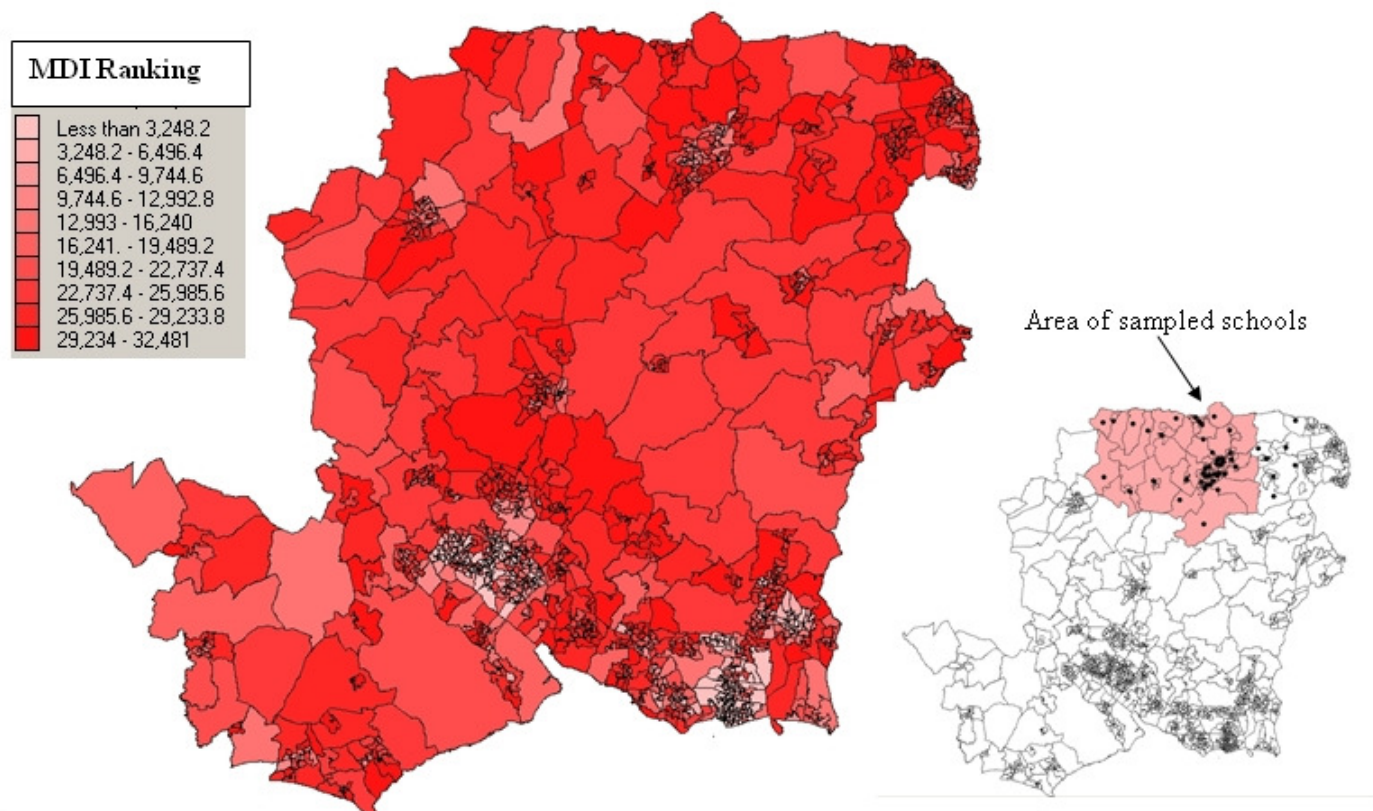 MDI Ranking
Less than 3,248.2
3,248.2 - 6,496.4
6,496.4 - 9,744.6
9,744.6 - 12,992.8
12,993 - 16,240
16,241. - 19,489.2
19,489.2 - 22,737.4
22,737.4 - 25,985.6
25,985.6 - 29,233.8
29,234 - 32,481
Area of sampled schools